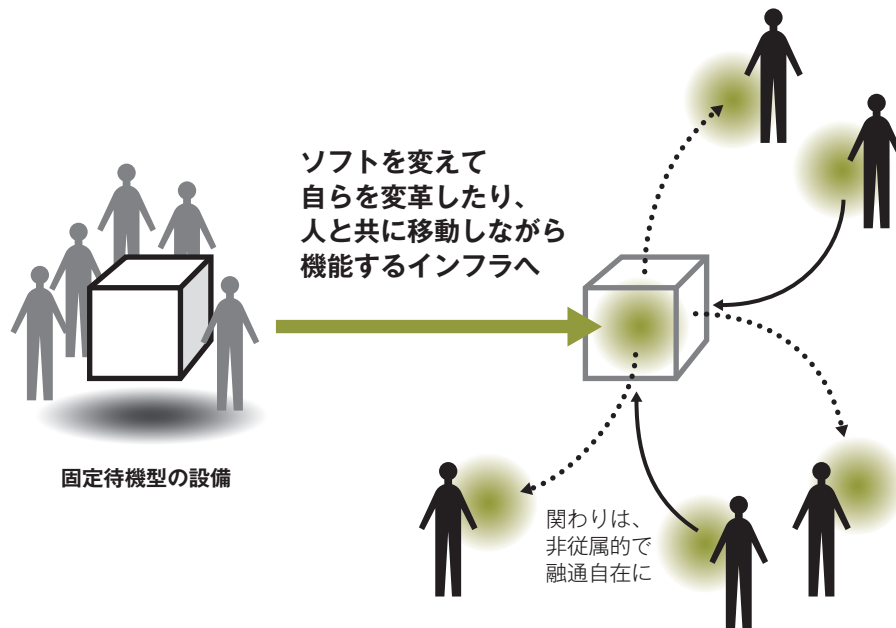 ソフトを変えて
自らを変革したり、
人と共に移動しながら
機能するインフラへ
固定待機型の設備
関わりは、
非従属的で
融通自在に